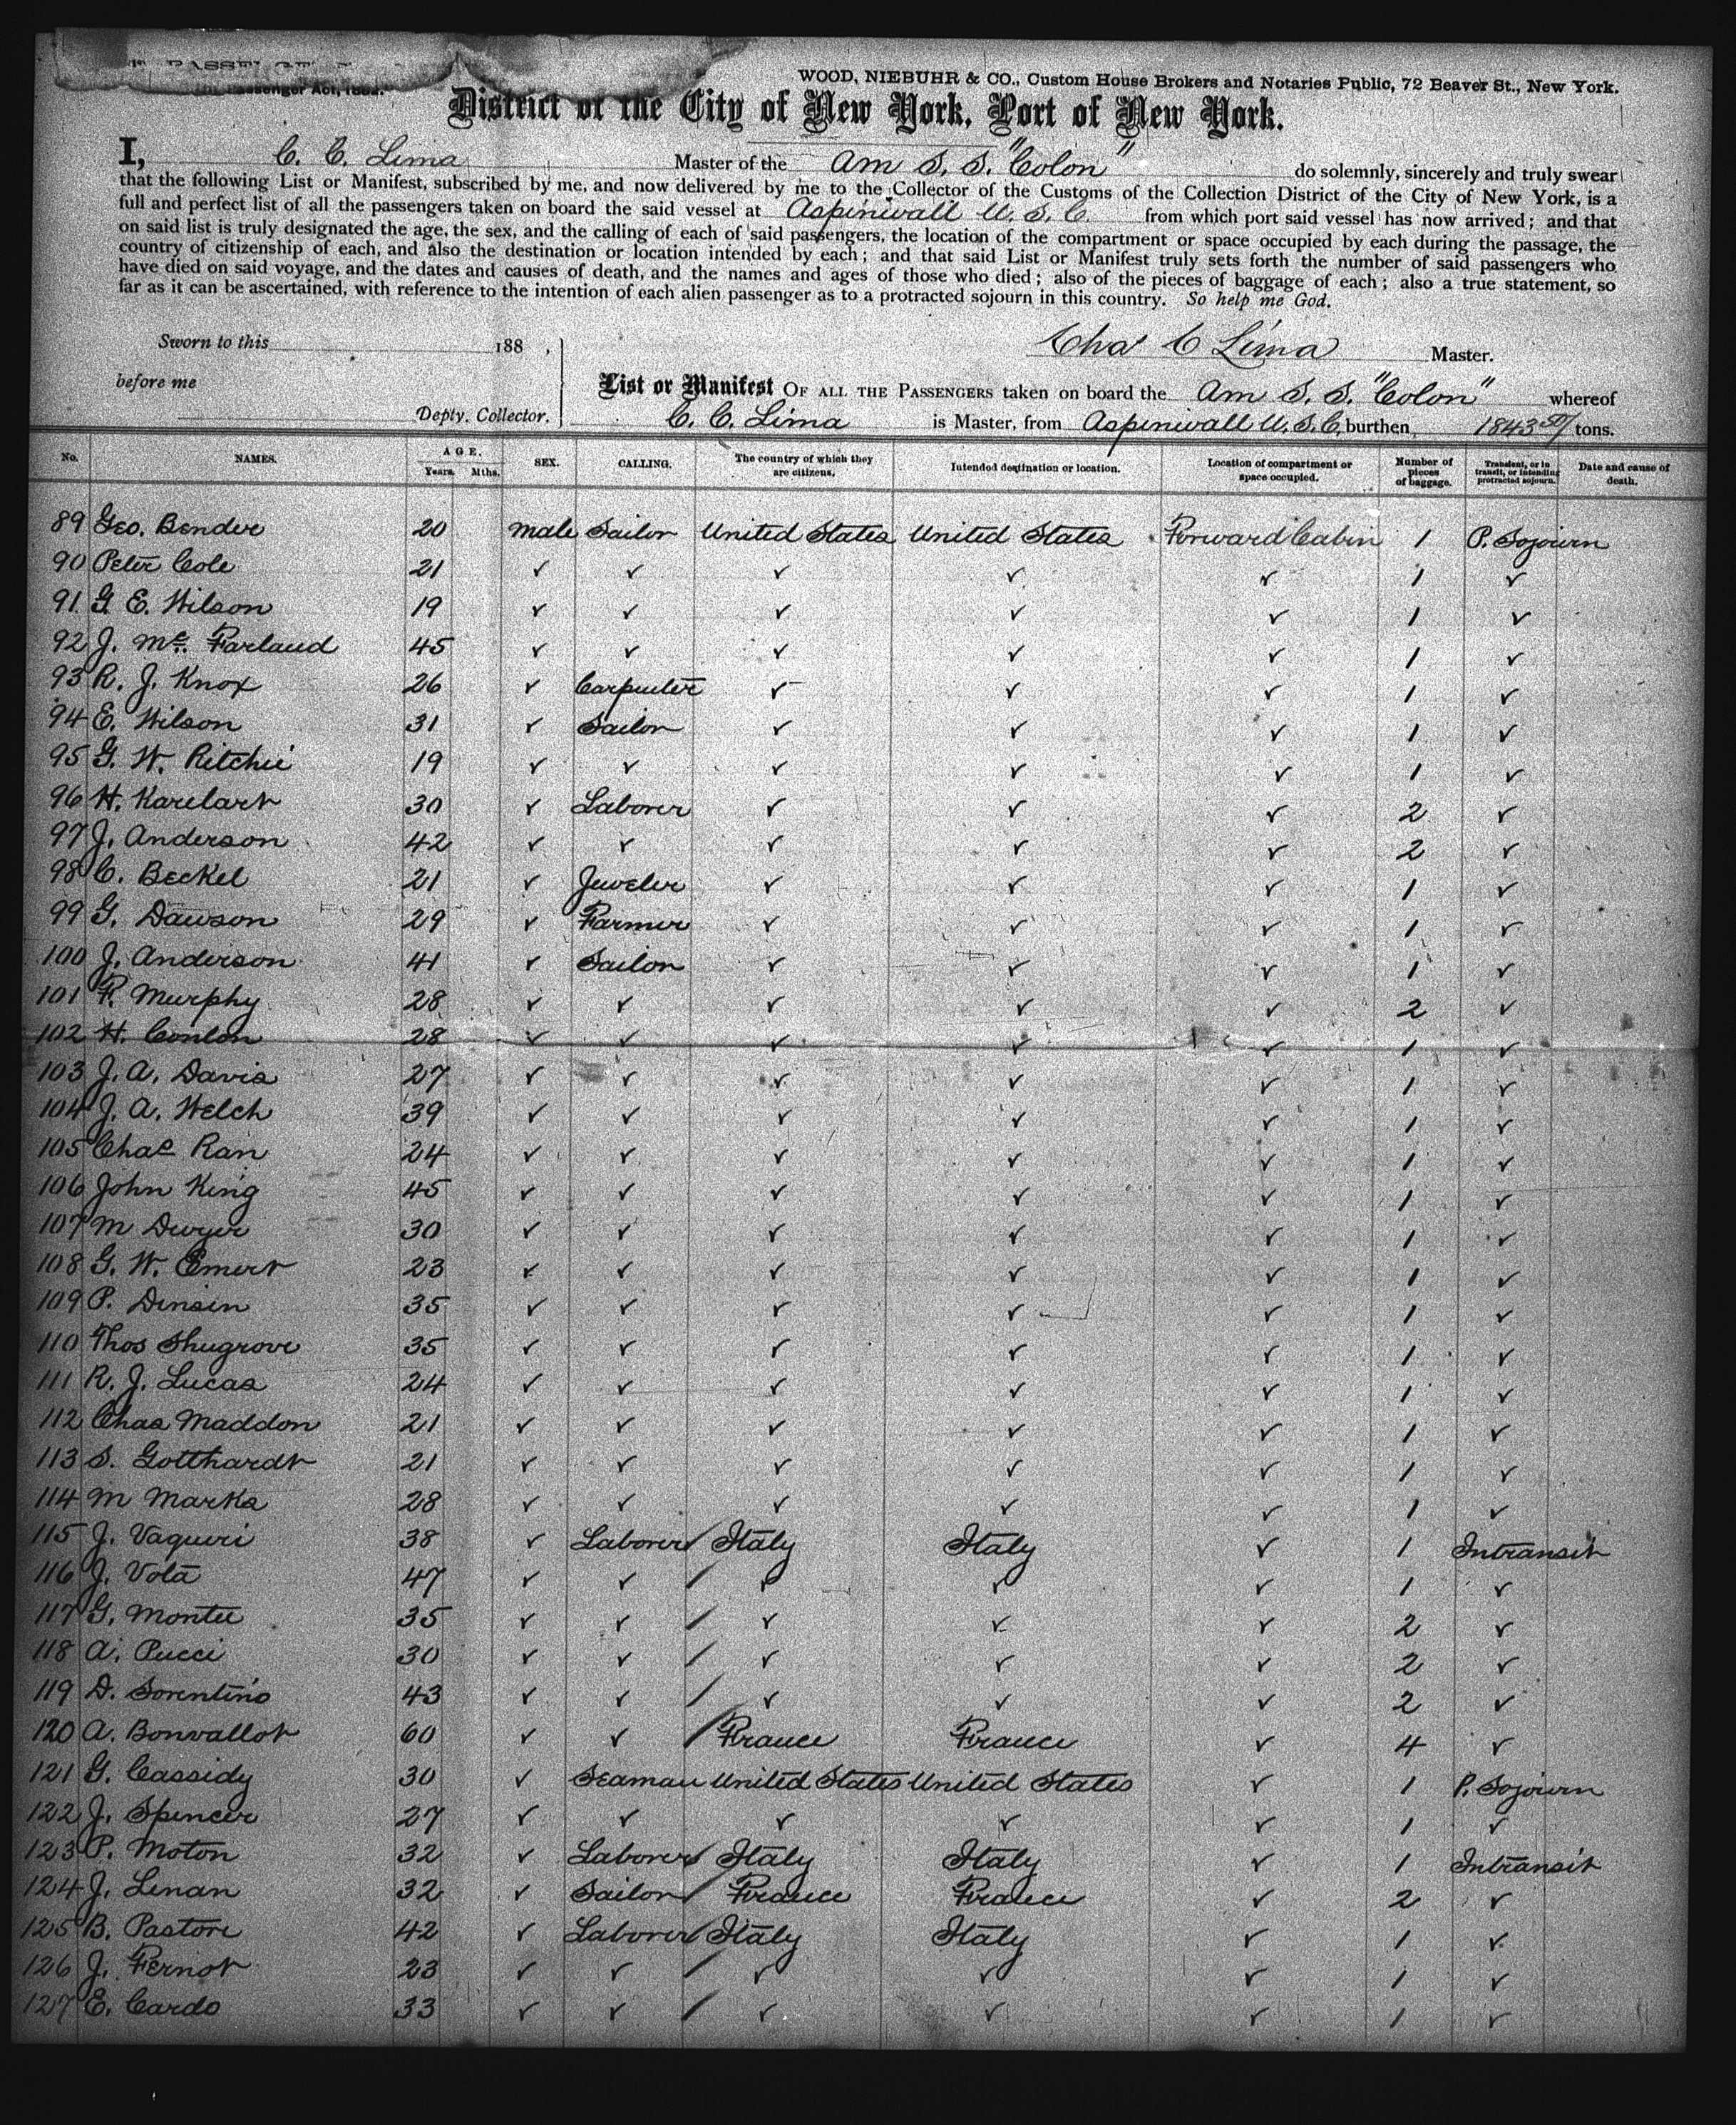 WOOD, NIEBUHR & CO., Custom House Brokers and Notaries Public, 72 Beaver St., New York.
Passenger Act, 1882.
District of the City of New York, Port of New York.
I, C. C. Lima Master of the Am S. S. "Colon" do solemnly, sincerely and truly swear
that the following List or Manifest, subscribed by me, and now delivered by me to the Collector of the Customs of the Collection District of the City of New York, is a
full and perfect list of all the passengers taken on board the said vessel at Aspinwall U. S. C. from which port said vessel has now arrived; and that
on said list is truly designated the age, the sex, and the calling of each of said passengers, the location of the compartment or space occupied by each during the passage, the
country of citizenship of each, and also the destination or location intended by each; and that said List or Manifest truly sets forth the number of said passengers who
have died on said voyage, and the dates and causes of death, and the names and ages of those who died; also of the pieces of baggage of each; also a true statement, so
far as it can be ascertained, with reference to the intention of each alien passenger as to a protracted sojourn in this country. So help me God.
Sworn to this 188 ,
Cha C Lima Master.
before me
List or Manifest OF ALL THE PASSENGERS taken on board the Am S. S. "Colon" whereof
Depty. Collector.
C. C. Lima is Master, from Aspinwall U. S. C. burthen 1843 50/ tons.
No. NAMES. AGE. Years. Mths. SEX. CALLING. The country of which they are citizens. Intended destination or location. Location of compartment or space occupied. Number of pieces of baggage. Transient, or in transit, or intending protracted sojourn. Date and cause of death.
89 Geo. Bender 20 Male Sailor United States United States Forward Cabin 1 P. Sojourn
90 Peter Cole 21 ✓ ✓ ✓ ✓ ✓ 1 ✓
91 G. E. Wilson 19 ✓ ✓ ✓ ✓ ✓ 1 ✓
92 J. Mc. Farland 45 ✓ ✓ ✓ ✓ ✓ 1 ✓
93 R. J. Knox 26 ✓ Carpenter ✓ ✓ ✓ 1 ✓
94 E. Wilson 31 ✓ Sailor ✓ ✓ ✓ 1 ✓
95 G. W. Ritchie 19 ✓ ✓ ✓ ✓ ✓ 1 ✓
96 H. Karelart 30 ✓ Laborer ✓ ✓ ✓ 2 ✓
97 J. Anderson 42 ✓ ✓ ✓ ✓ ✓ 2 ✓
98 C. Beckel 21 ✓ Jeweler ✓ ✓ ✓ 1 ✓
99 G. Dawson 29 ✓ Farmer ✓ ✓ ✓ 1 ✓
100 J. Anderson 41 ✓ Sailor ✓ ✓ ✓ 1 ✓
101 P. Murphy 28 ✓ ✓ ✓ ✓ ✓ 2 ✓
102 H. Conlon 28 ✓ ✓ ✓ ✓ ✓ 1 ✓
103 J. A. Davis 27 ✓ ✓ ✓ ✓ ✓ 1 ✓
104 J. A. Welch 39 ✓ ✓ ✓ ✓ ✓ 1 ✓
105 Chas Ran 24 ✓ ✓ ✓ ✓ ✓ 1 ✓
106 John King 45 ✓ ✓ ✓ ✓ ✓ 1 ✓
107 M Dwyer 30 ✓ ✓ ✓ ✓ ✓ 1 ✓
108 G. W. Emert 23 ✓ ✓ ✓ ✓ ✓ 1 ✓
109 P. Dinsin 35 ✓ ✓ ✓ ✓ ✓ 1 ✓
110 Thos Shugrove 35 ✓ ✓ ✓ ✓ ✓ 1 ✓
111 R. J. Lucas 24 ✓ ✓ ✓ ✓ ✓ 1 ✓
112 Chas Maddon 21 ✓ ✓ ✓ ✓ ✓ 1 ✓
113 S. Gotthardt 21 ✓ ✓ ✓ ✓ ✓ 1 ✓
114 M Marks 28 ✓ ✓ ✓ ✓ ✓ 1 ✓
115 J. Vaqueri 38 ✓ Laborer / Italy Italy ✓ 1 Intransit
116 J. Vota 47 ✓ ✓ / ✓ ✓ ✓ 1 ✓
117 G. Montee 35 ✓ ✓ / ✓ ✓ ✓ 2 ✓
118 A. Pucci 30 ✓ ✓ / ✓ ✓ ✓ 2 ✓
119 D. Sorentino 43 ✓ ✓ / ✓ ✓ ✓ 2 ✓
120 A. Bonvallot 60 ✓ ✓ / France France ✓ 4 ✓
121 G. Cassidy 30 ✓ Seaman United States United States ✓ 1 P. Sojourn
122 J. Spencer 27 ✓ ✓ ✓ ✓ ✓ 1 ✓
123 P. Moton 32 ✓ Laborer / Italy Italy ✓ 1 Intransit
124 J. Lenan 32 ✓ Sailor / France France ✓ 2 ✓
125 B. Pastore 42 ✓ Laborer / Italy Italy ✓ 1 ✓
126 J. Fernot 23 ✓ ✓ / ✓ ✓ ✓ 1 ✓
127 E. Cardo 33 ✓ ✓ / ✓ ✓ ✓ 1 ✓